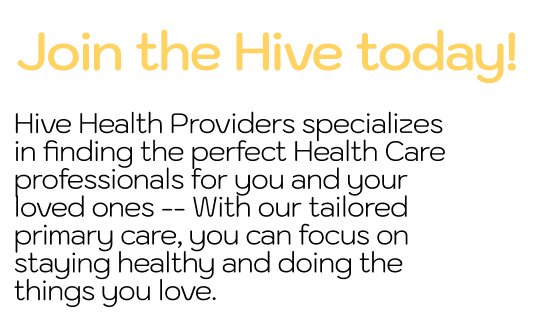 Join the Hive today!
Hive Health Providers specializes
in finding the perfect Health Care
professionals for you and your
loved ones -- With our tailored
primary care, you can focus on
staying healthy and doing the
things you love.